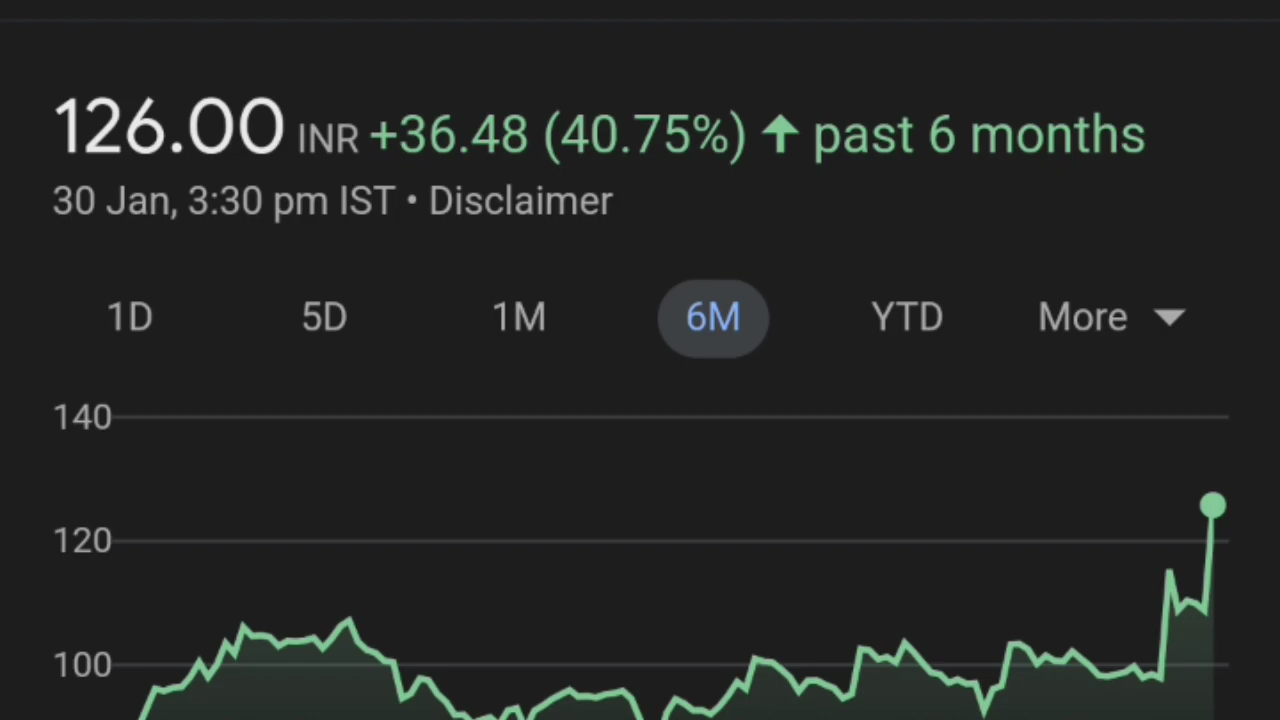 126.00 INR +36.48 (40.75%) ↑ past 6 months
30 Jan, 3:30 pm IST • Disclaimer
1D 5D 1M 6M YTD More
140
120
100